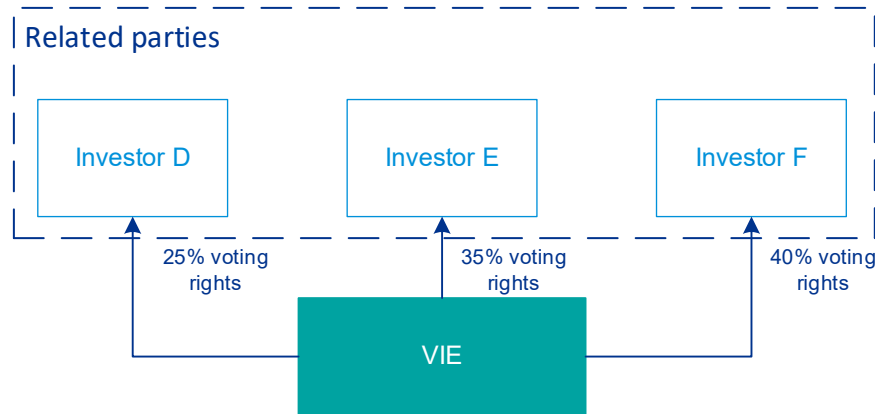 Related parties
Investor D
Investor E
Investor F
25% voting
rights
35% voting
rights
40% voting
rights
VIE